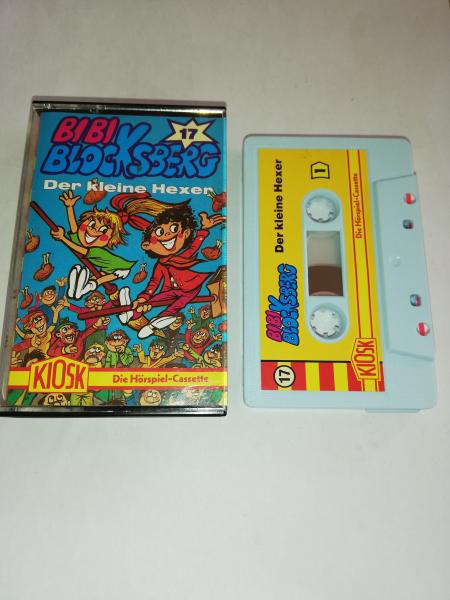 BIBI
BLOCKSBERG
17
Der kleine Hexer
KIOSK
Die Hörspiel-Cassette
BIBI
BLOCKSBERG
Der kleine Hexer
1
Die Hörspiel-Cassette
17
KIOSK